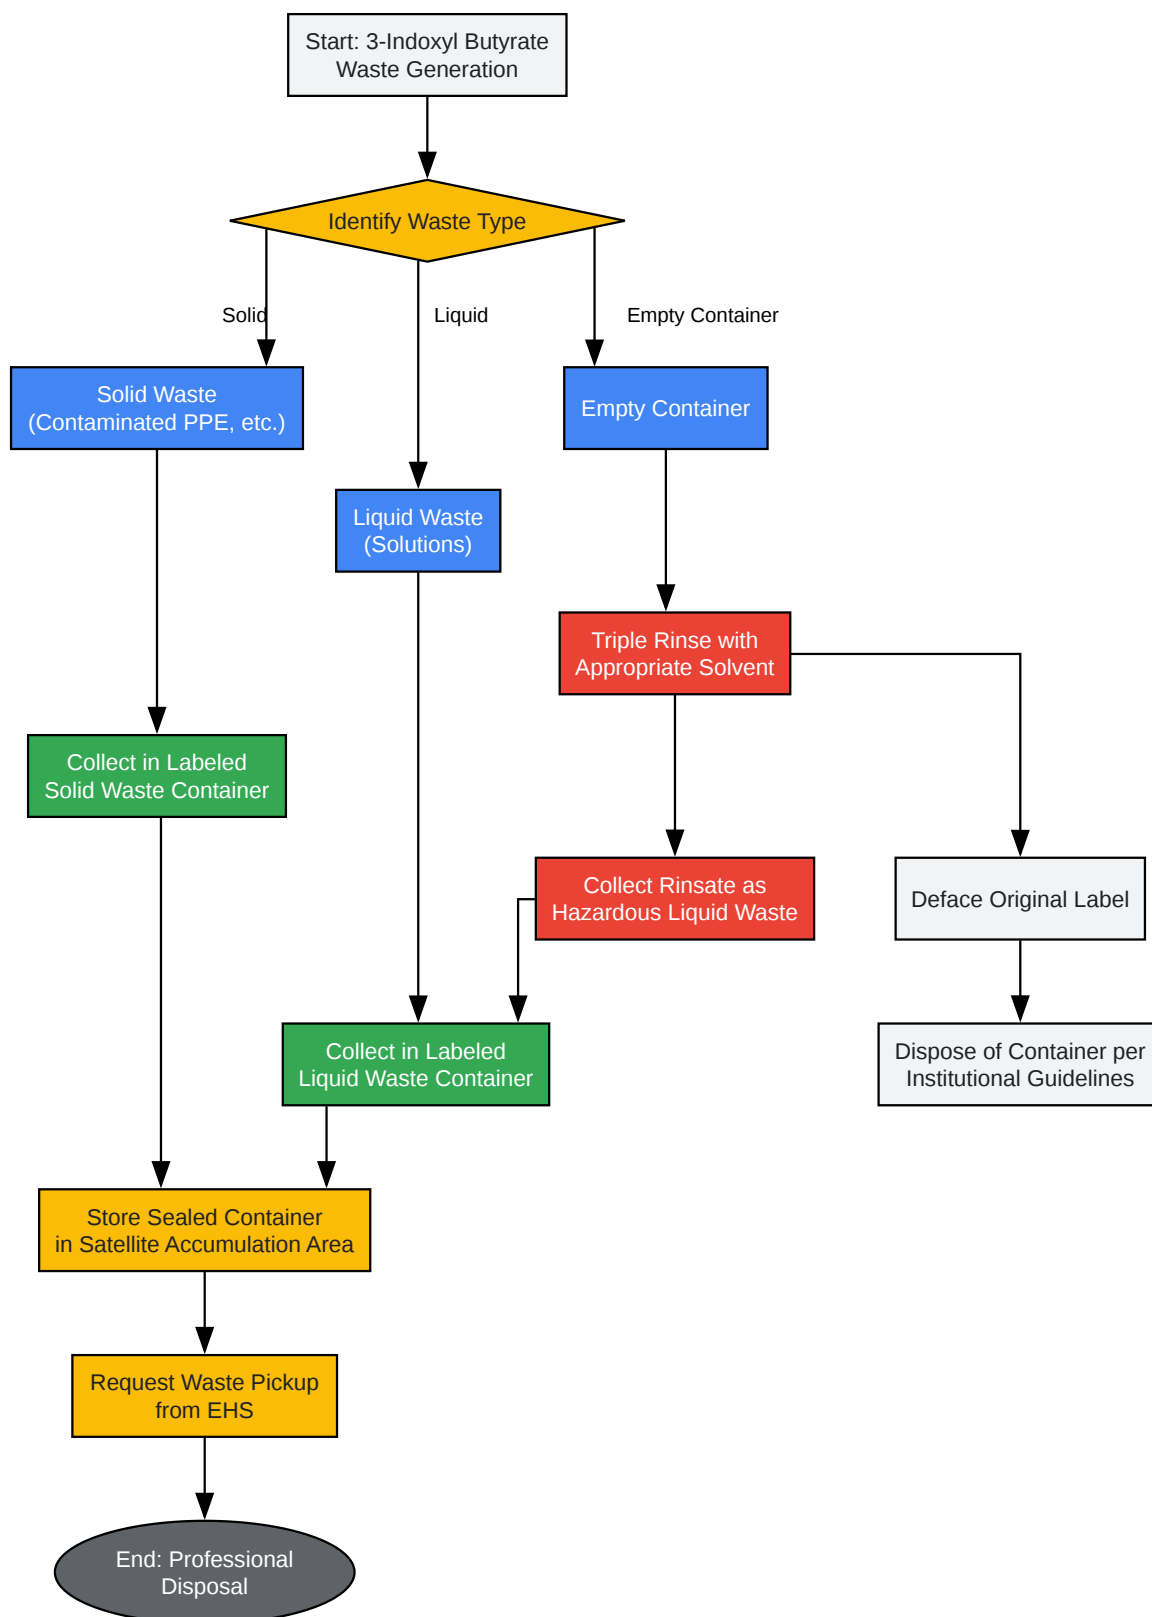 Start: 3-Indoxyl Butyrate
Waste Generation
Identify Waste Type
Solid
Liquid
Empty Container
Solid Waste
(Contaminated PPE, etc.)
Empty Container
Liquid Waste
(Solutions)
Triple Rinse with
Appropriate Solvent
Collect in Labeled
Solid Waste Container
Collect Rinsate as
Hazardous Liquid Waste
Deface Original Label
Collect in Labeled
Liquid Waste Container
Dispose of Container per
Institutional Guidelines
Store Sealed Container
in Satellite Accumulation Area
Request Waste Pickup
from EHS
End: Professional
Disposal